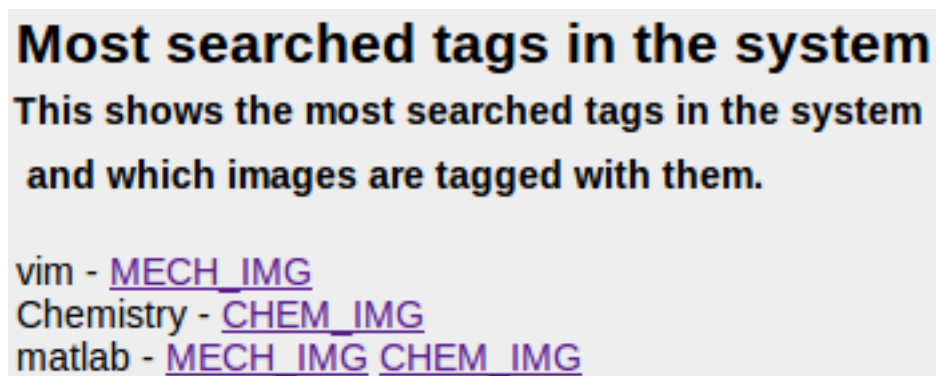 Most searched tags in the system
This shows the most searched tags in the system
and which images are tagged with them.
vim - MECH_IMG
Chemistry - CHEM_IMG
matlab - MECH_IMG CHEM_IMG